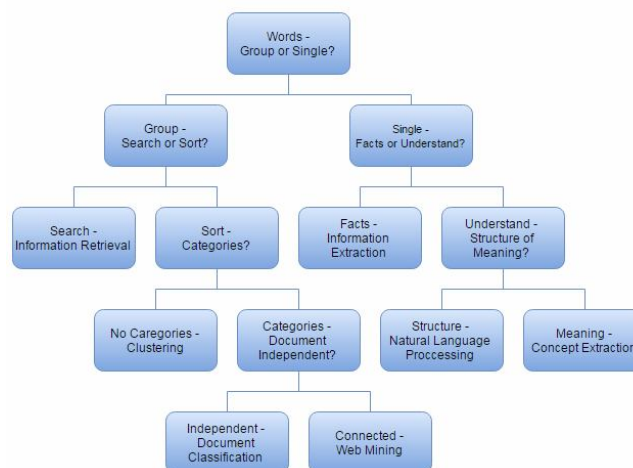 Words -
Group or Single?
Group -
Search or Sort?
Single -
Facts or Understand?
Search -
Information Retrieval
Sort -
Categories?
Facts -
Information
Extraction
Understand -
Structure of
Meaning?
No Caregories -
Clustering
Categories -
Document
Independent?
Structure -
Natural Language
Proccessing
Meaning -
Concept Extraction
Independent -
Document
Classification
Connected -
Web Mining